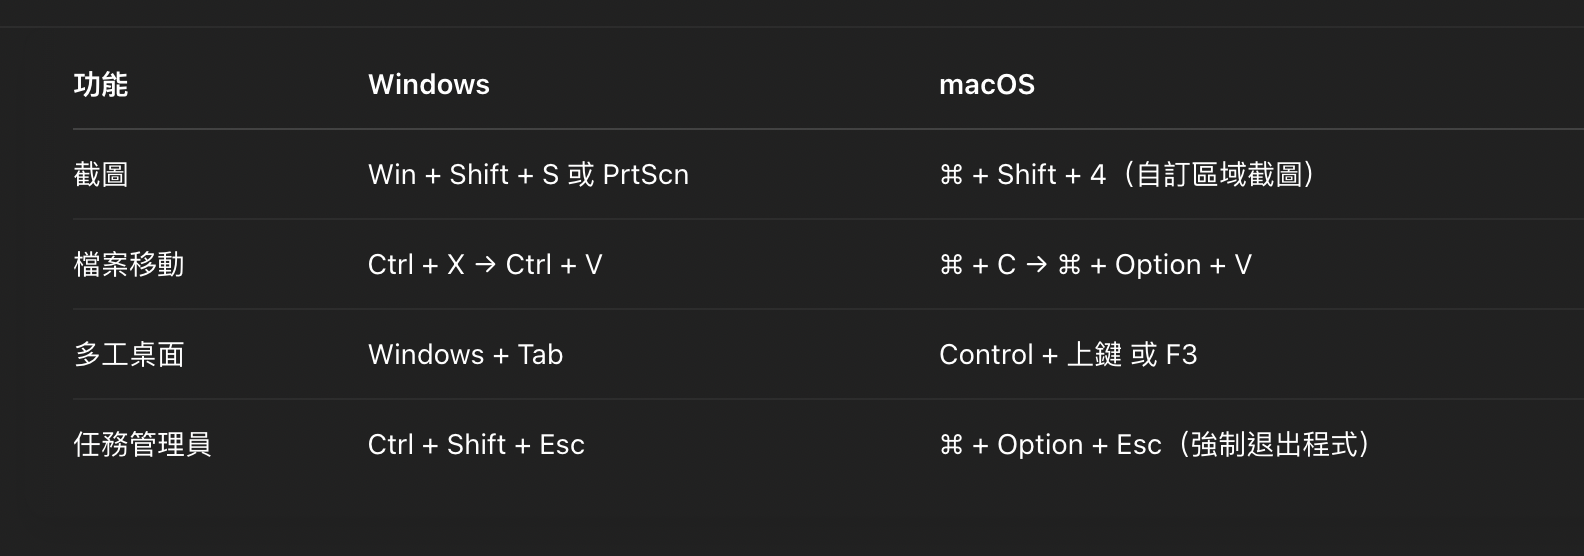 功能 Windows macOS
截圖 Win + Shift + S 或 PrtScn ⌘ + Shift + 4（自訂區域截圖）
檔案移動 Ctrl + X → Ctrl + V ⌘ + C → ⌘ + Option + V
多工桌面 Windows + Tab Control + 上鍵 或 F3
任務管理員 Ctrl + Shift + Esc ⌘ + Option + Esc（強制退出程式）